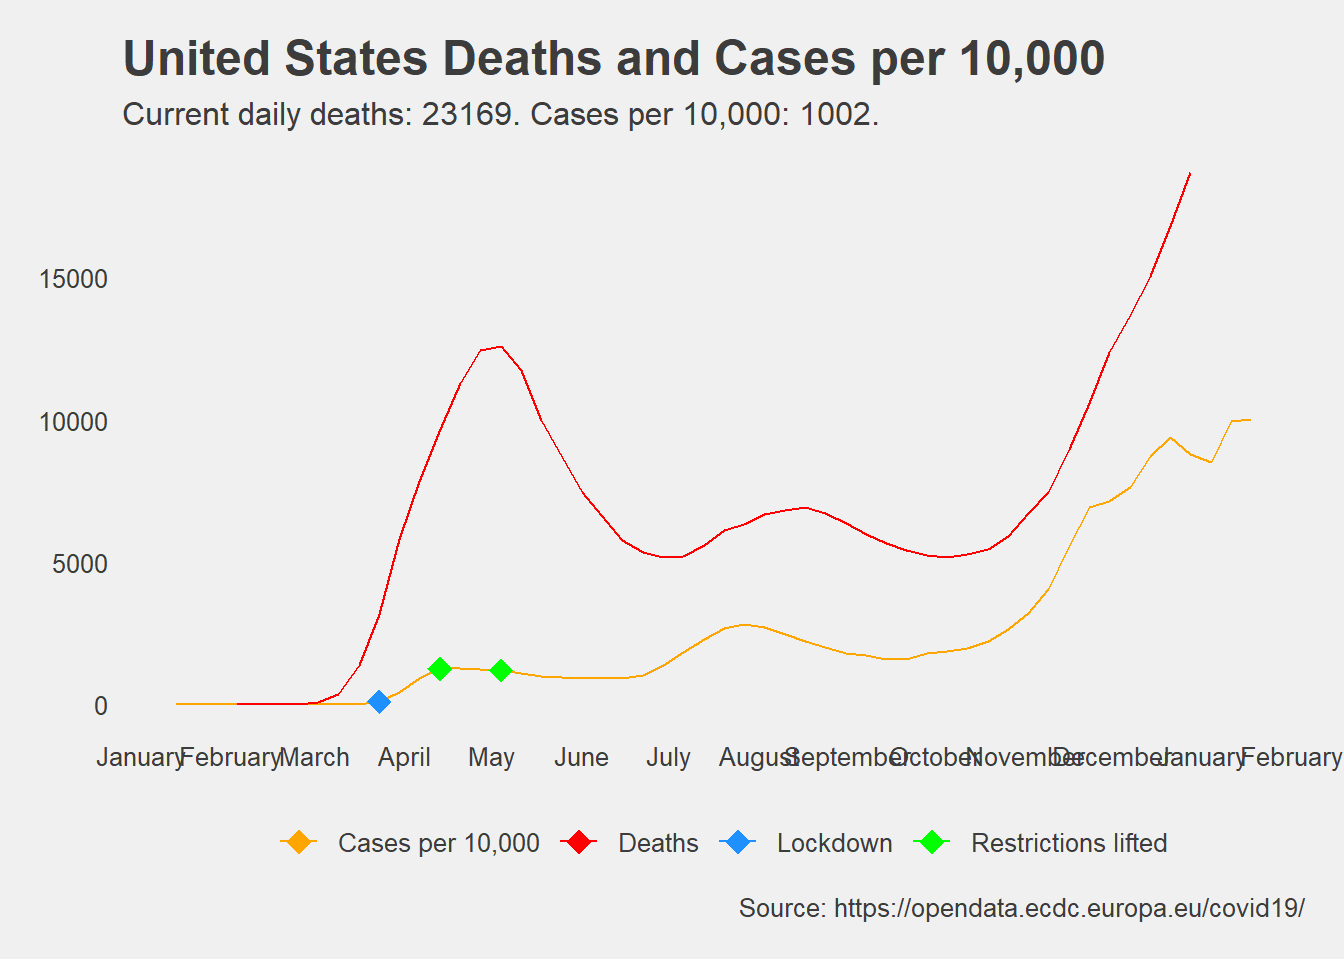 United States Deaths and Cases per 10,000
Current daily deaths: 23169. Cases per 10,000: 1002.
15000
10000
5000
0
January February March April May June July August September October November December January February
Cases per 10,000 Deaths Lockdown Restrictions lifted
Source: https://opendata.ecdc.europa.eu/covid19/